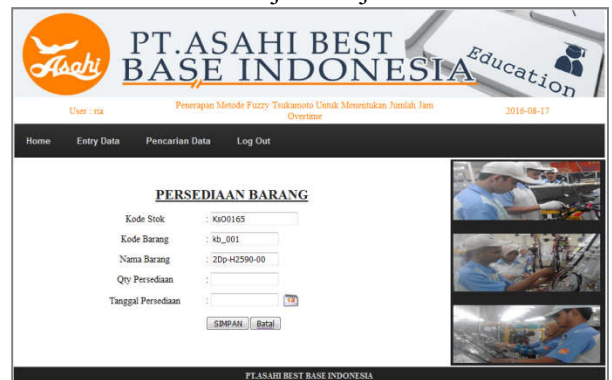 Asahi
PT.ASAHI BEST
BASE INDONESIA
Education
User : ria
Penerapan Metode Fuzzy Tsukamoto Untuk Menentukan Jumlah Jam
Overtime
2016-08-17
Home Entry Data Pencarian Data Log Out
PERSEDIAAN BARANG
Kode Stok : KsO0165
Kode Barang : kb_001
Nama Barang : 2Dp-H2590-00
Qty Persediaan :
Tanggal Persediaan :
SIMPAN Batal
PT.ASAHI BEST BASE INDONESIA